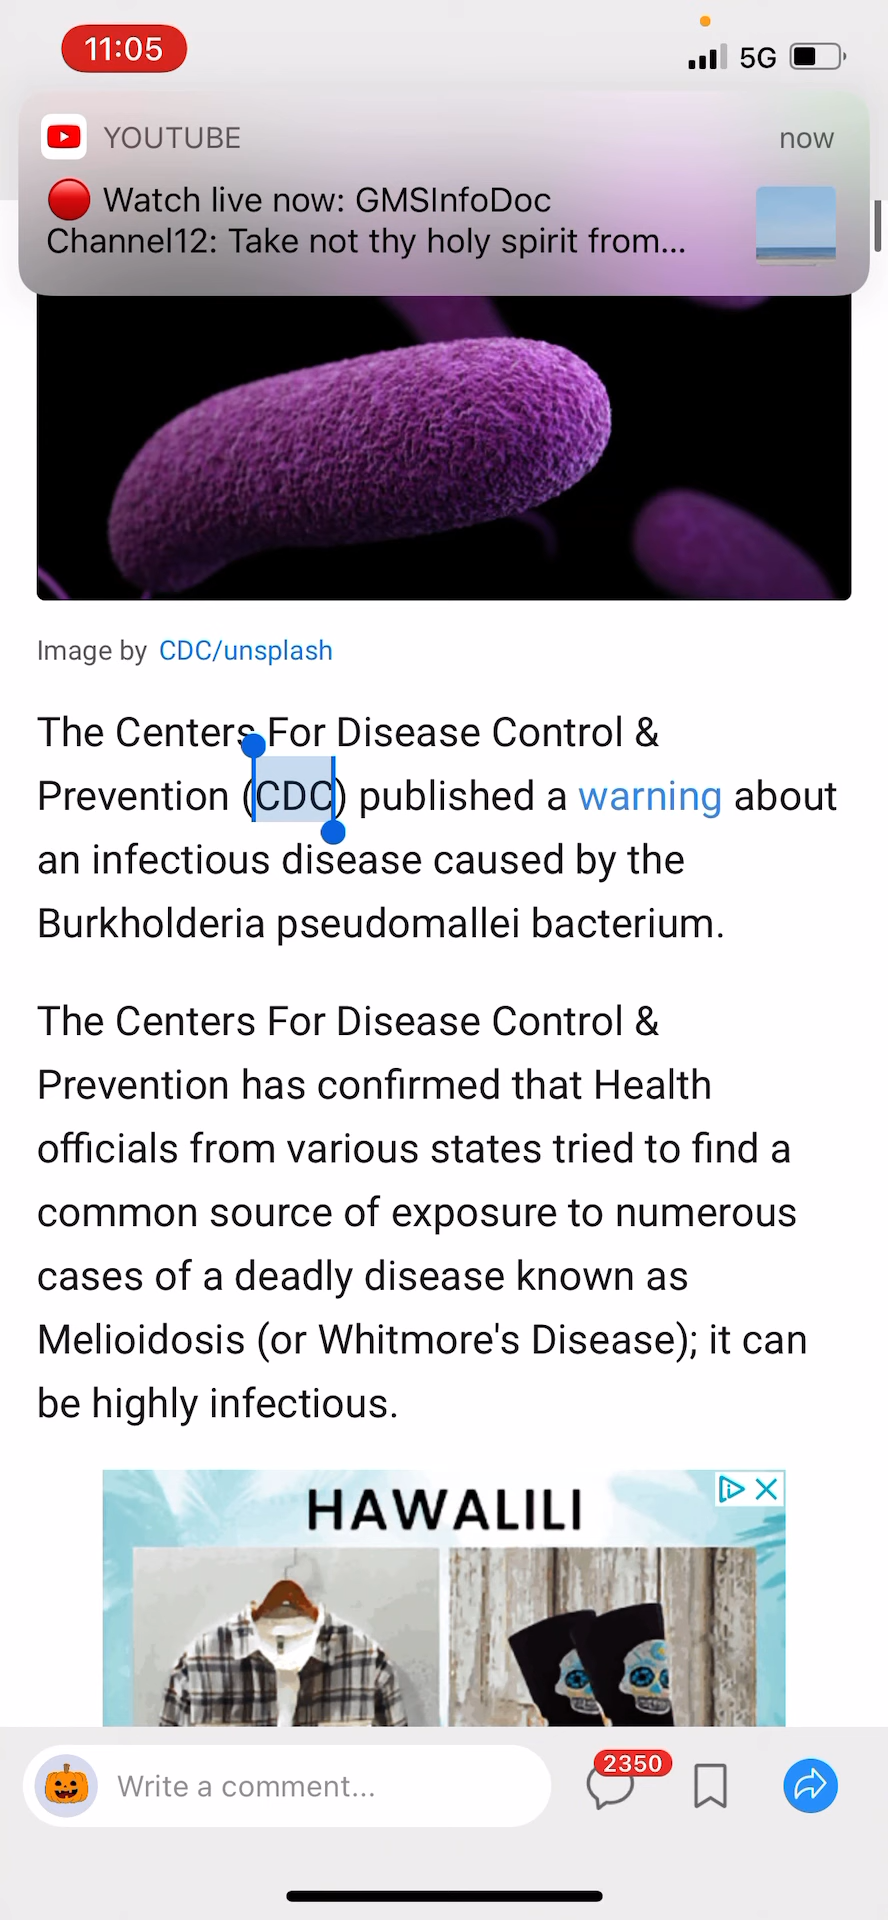 11:05
5G
YOUTUBE
now
Watch live now: GMSInfoDoc
Channel12: Take not thy holy spirit from...
Image by CDC/unsplash
The Centers For Disease Control &
Prevention (CDC) published a warning about
an infectious disease caused by the
Burkholderia pseudomallei bacterium.
The Centers For Disease Control &
Prevention has confirmed that Health
officials from various states tried to find a
common source of exposure to numerous
cases of a deadly disease known as
Melioidosis (or Whitmore's Disease); it can
be highly infectious.
HAWALILI
Write a comment...
2350